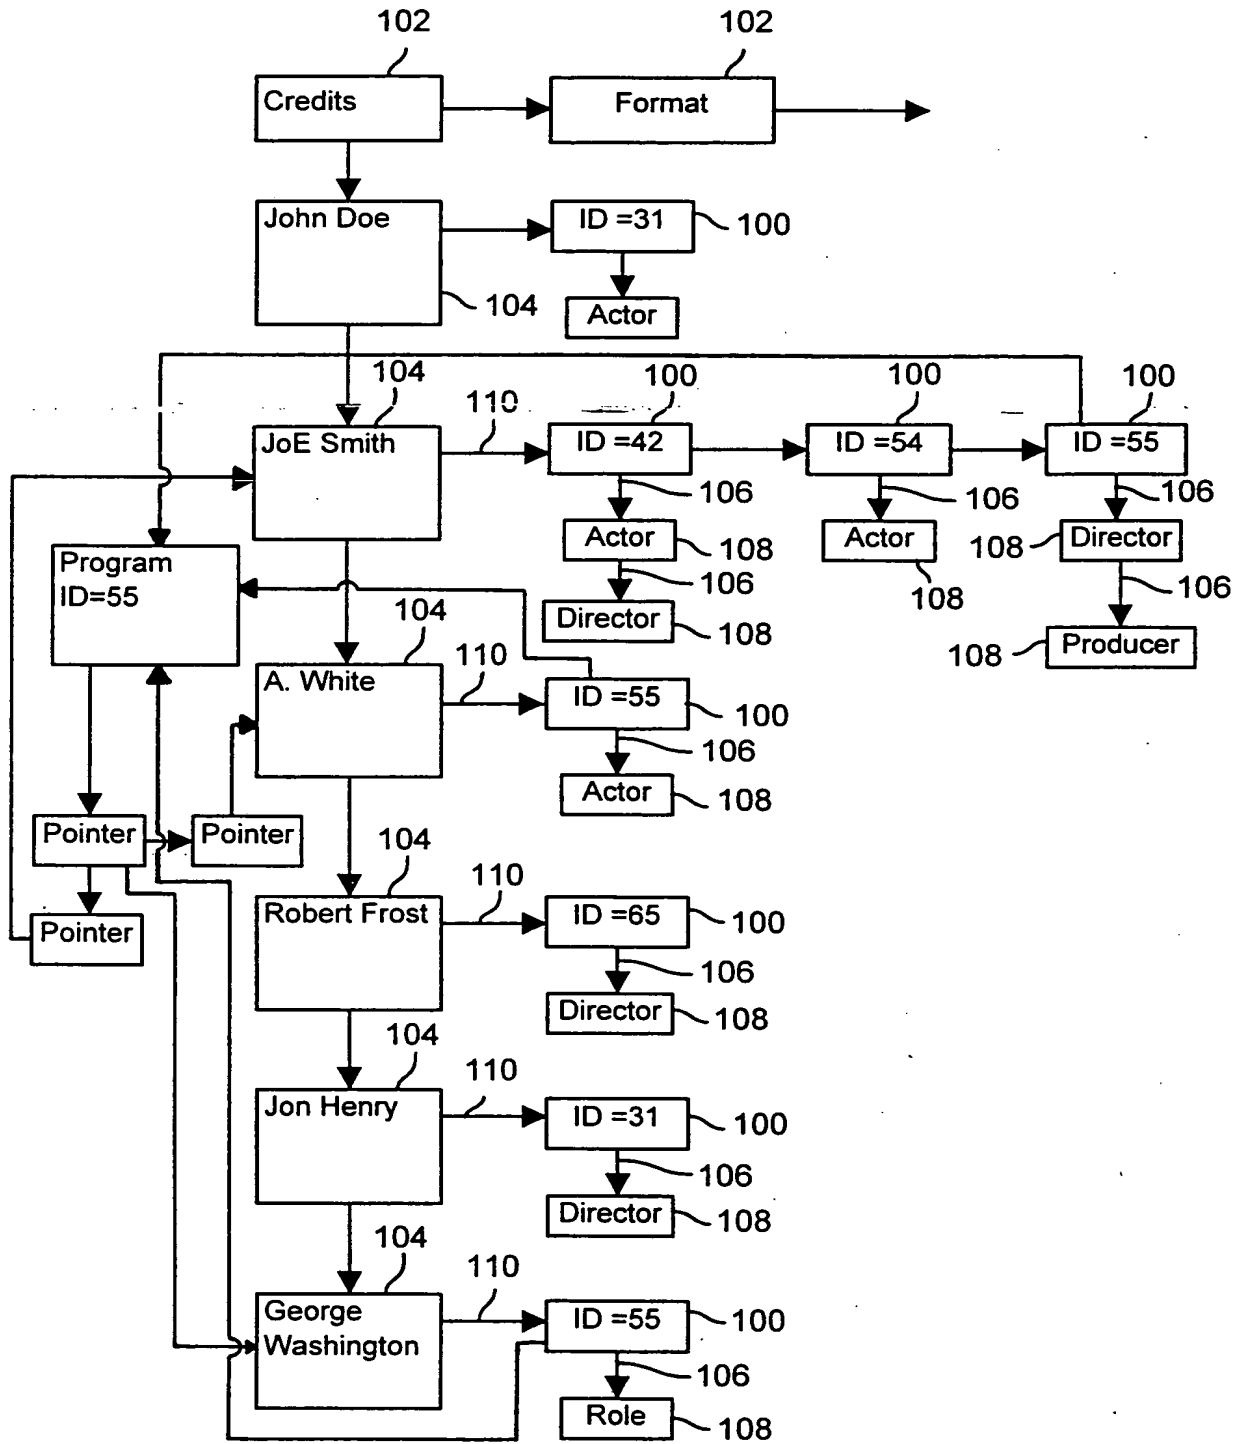 102
102
Credits
Format
John Doe
ID =31
100
104
Actor
104
100
100
100
110
JoE Smith
ID =42
ID =54
ID =55
106
106
106
Actor
108
Actor
108
Director
Program
ID=55
106
108
106
104
Director
108
108
Producer
110
A. White
ID =55
100
106
Actor
108
Pointer
Pointer
104
110
Pointer
Robert Frost
ID =65
100
106
Director
108
104
110
Jon Henry
ID =31
100
106
Director
108
104
110
George
Washington
ID =55
100
106
Role
108